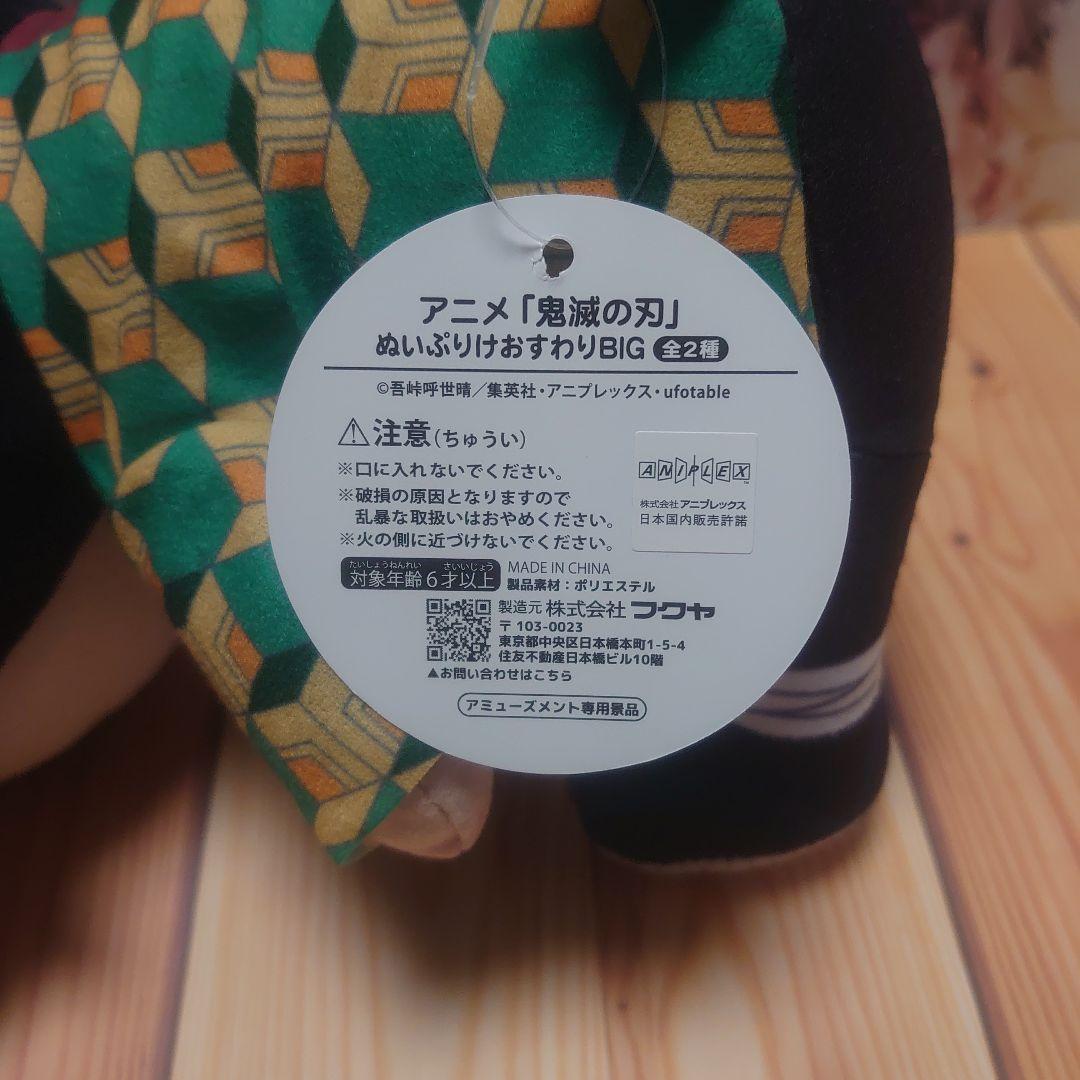 アニメ「鬼滅の刃」
ぬいぷりけおすわりBIG 全2種
©吾峠呼世晴／集英社・アニプレックス・ufotable
⚠注意(ちゅうい)
※口に入れないでください。
※破損の原因となりますので
乱暴な取扱いはおやめください。
※火の側に近づけないでください。
ANIPLEX™
株式会社 アニプレックス
日本国内販売許諾
たいしょうねんれい さいいじょう
対象年齢6才以上
MADE IN CHINA
製品素材：ポリエステル
製造元 株式会社 フクヤ
〒103-0023
東京都中央区日本橋本町1-5-4
住友不動産日本橋ビル10階
▲お問い合わせはこちら
アミューズメント専用景品